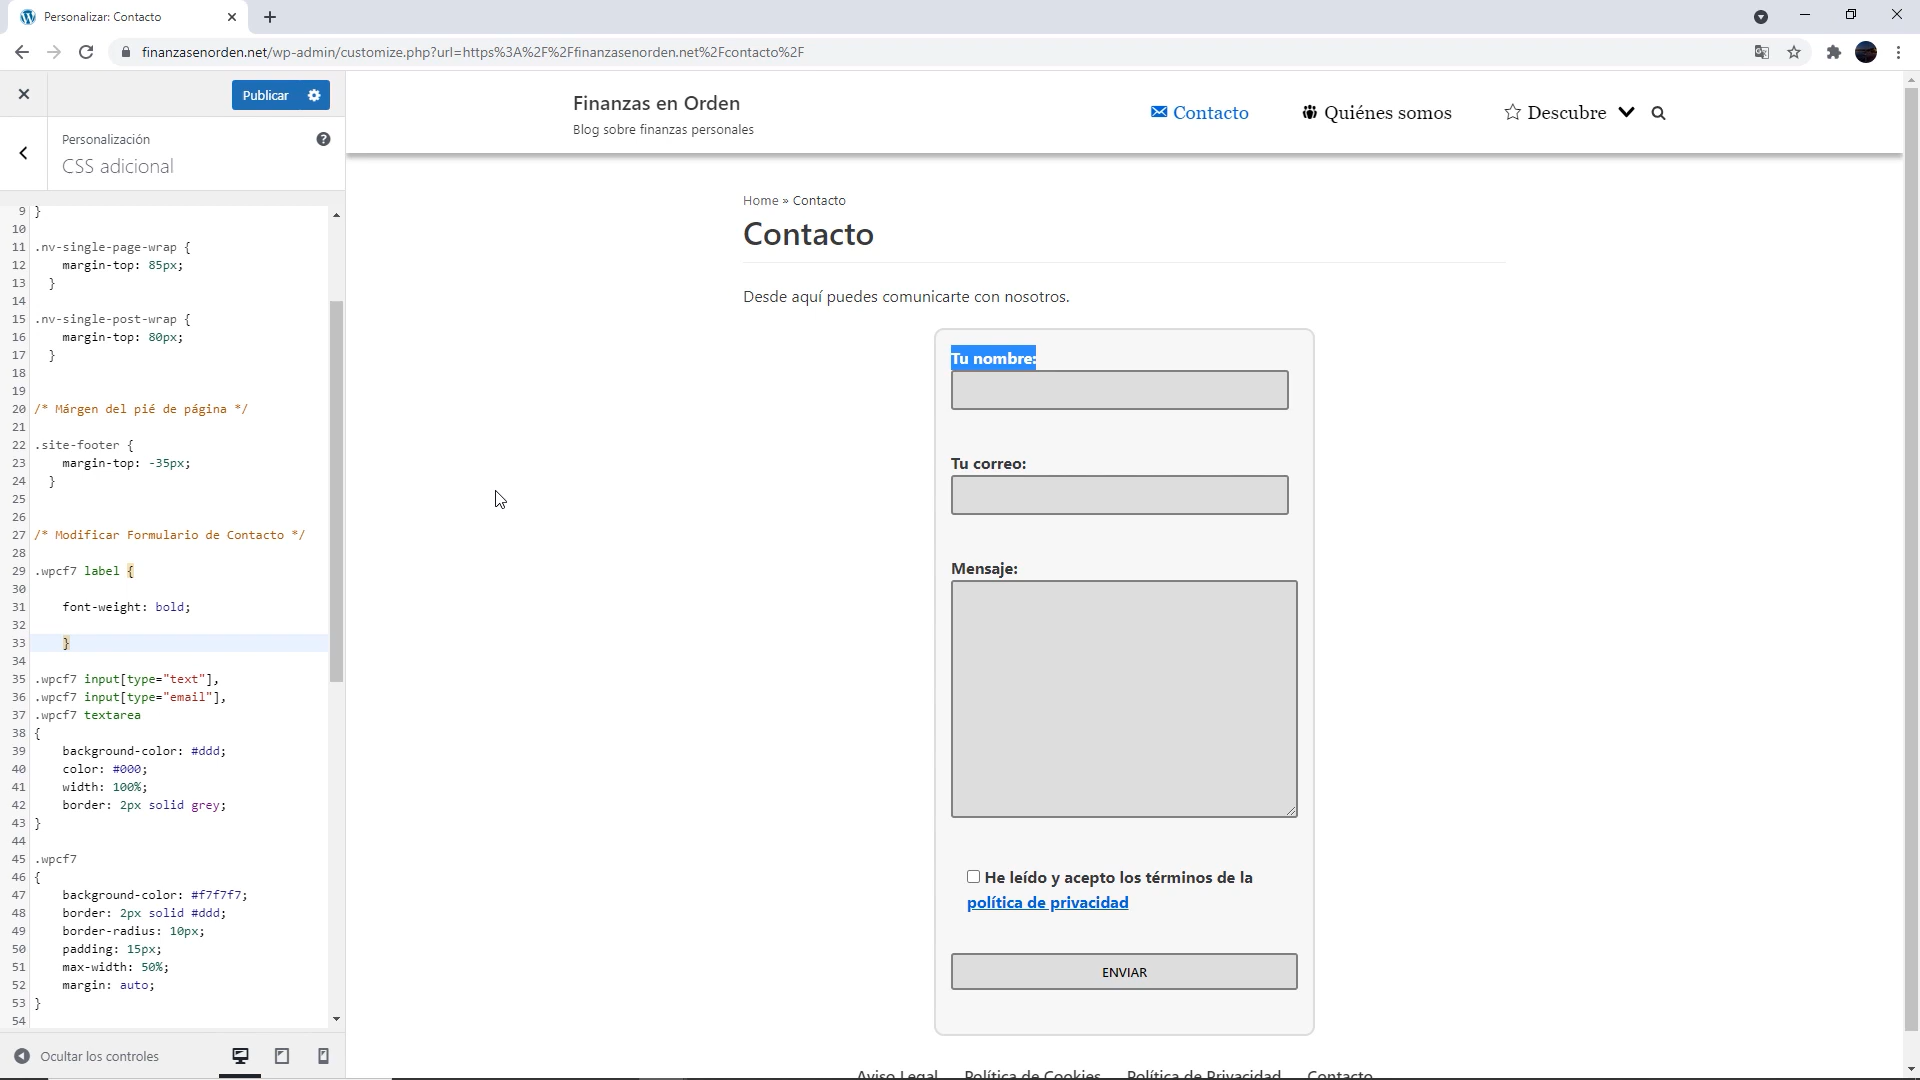 Personalizar: Contacto
finanzasenorden.net/wp-admin/customize.php?url=https%3A%2F%2Ffinanzasenorden.net%2Fcontacto%2F
Publicar
Personalización
CSS adicional
9 }
10
11 .nv-single-page-wrap {
12 margin-top: 85px;
13 }
14
15 .nv-single-post-wrap {
16 margin-top: 80px;
17 }
18
19
20 /* Márgen del pié de página */
21
22 .site-footer {
23 margin-top: -35px;
24 }
25
26
27 /* Modificar Formulario de Contacto */
28
29 .wpcf7 label {
30
31 font-weight: bold;
32
33 }
34
35 .wpcf7 input[type="text"],
36 .wpcf7 input[type="email"],
37 .wpcf7 textarea
38 {
39 background-color: #ddd;
40 color: #000;
41 width: 100%;
42 border: 2px solid grey;
43 }
44
45 .wpcf7
46 {
47 background-color: #f7f7f7;
48 border: 2px solid #ddd;
49 border-radius: 10px;
50 padding: 15px;
51 max-width: 50%;
52 margin: auto;
53 }
54
Ocultar los controles
Finanzas en Orden
Blog sobre finanzas personales
Contacto Quiénes somos Descubre
Home » Contacto
Contacto
Desde aquí puedes comunicarte con nosotros.
Tu nombre:
Tu correo:
Mensaje:
He leído y acepto los términos de la
política de privacidad
ENVIAR
Aviso Legal Política de Cookies Política de Privacidad Contacto